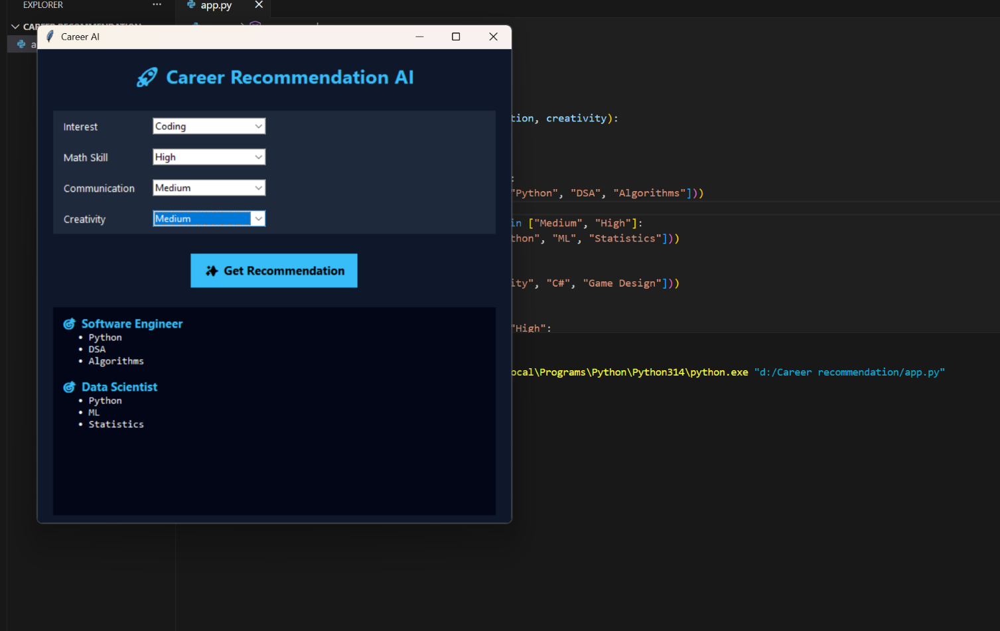 EXPLORER
app.py
Career AI
🚀 Career Recommendation AI
Interest Coding
Math Skill High
Communication Medium
Creativity Medium
✨ Get Recommendation
🎯 Software Engineer
• Python
• DSA
• Algorithms
🎯 Data Scientist
• Python
• ML
• Statistics
tion, creativity):
:
"Python", "DSA", "Algorithms"]))
in ["Medium", "High"]:
thon", "ML", "Statistics"]))
ity", "C#", "Game Design"]))
"High":
ocal\Programs\Python\Python314\python.exe "d:/Career recommendation/app.py"